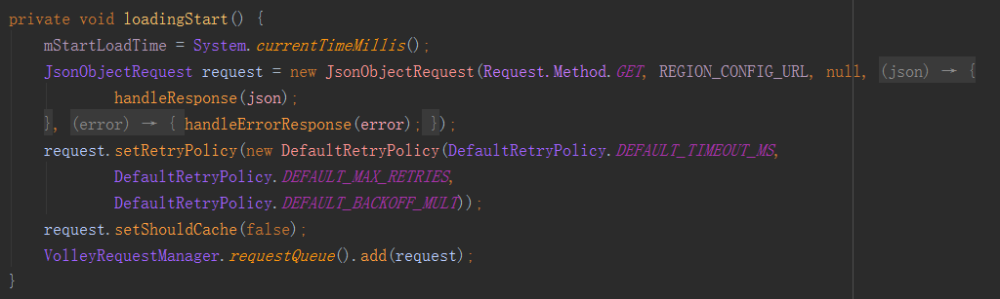 private void loadingStart() {
    mStartLoadTime = System.currentTimeMillis();
    JsonObjectRequest request = new JsonObjectRequest(Request.Method.GET, REGION_CONFIG_URL, null, (json) → {
            handleResponse(json);
    }, (error) → { handleErrorResponse(error); });
    request.setRetryPolicy(new DefaultRetryPolicy(DefaultRetryPolicy.DEFAULT_TIMEOUT_MS,
            DefaultRetryPolicy.DEFAULT_MAX_RETRIES,
            DefaultRetryPolicy.DEFAULT_BACKOFF_MULT));
    request.setShouldCache(false);
    VolleyRequestManager.requestQueue().add(request);
}